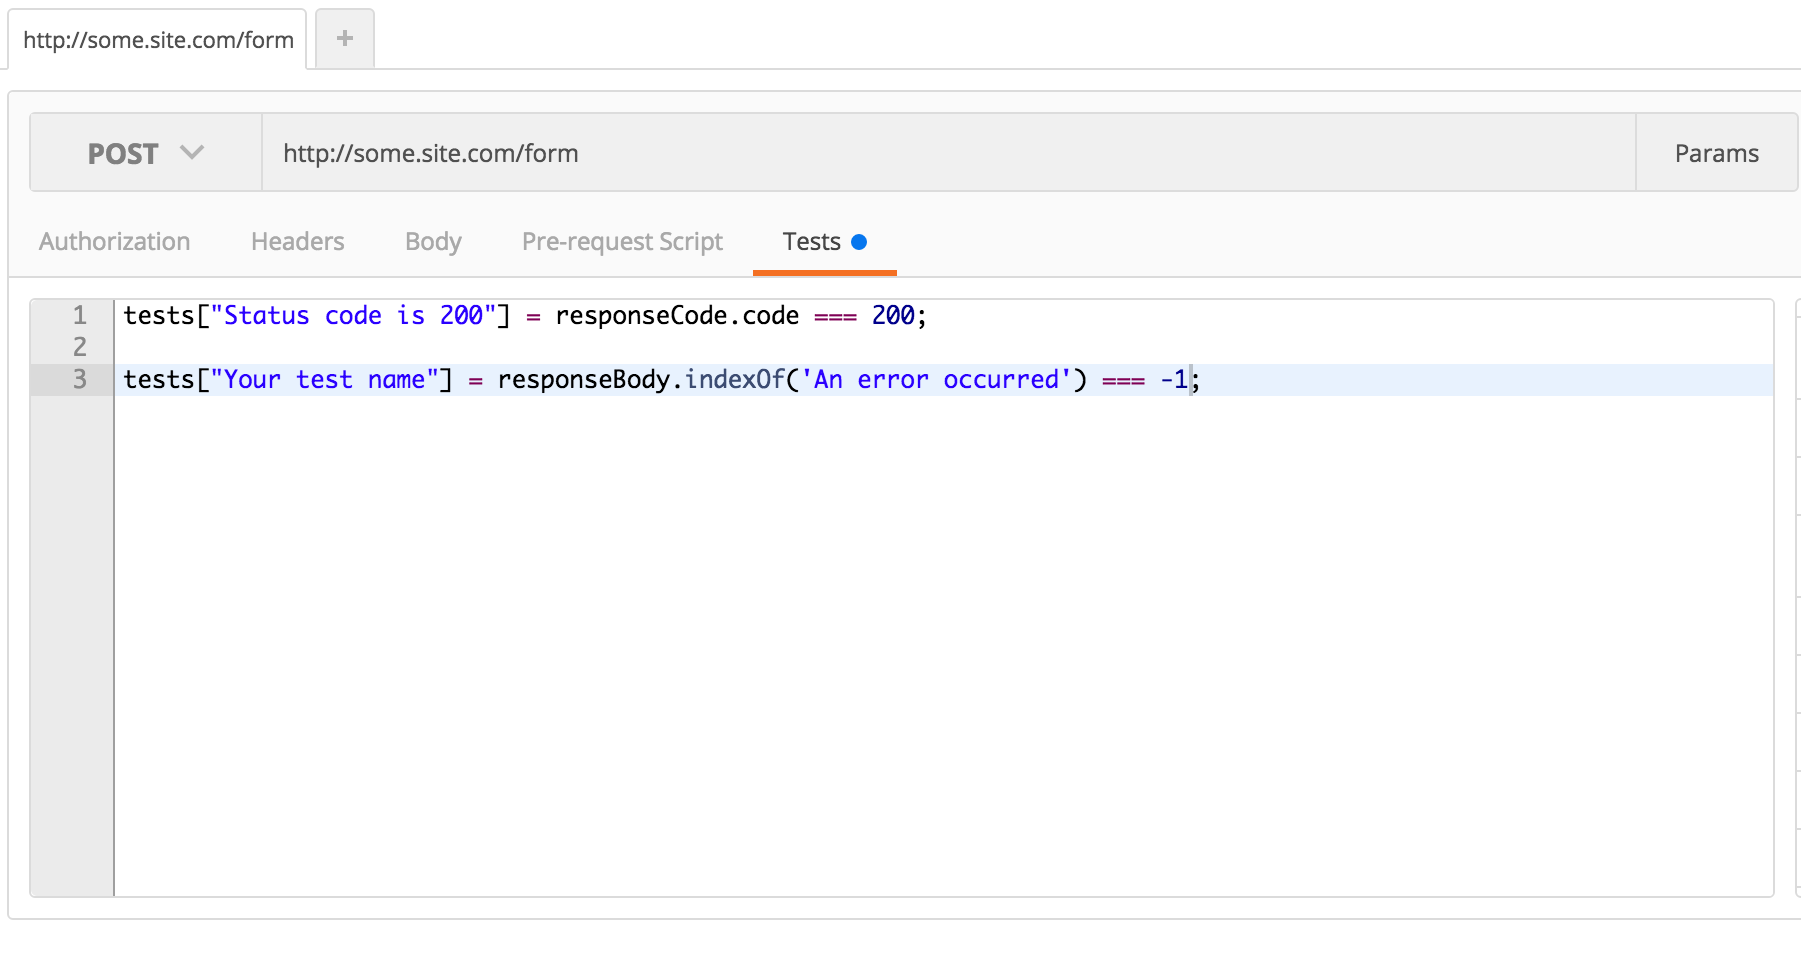 http://some.site.com/form +
POST http://some.site.com/form Params
Authorization Headers Body Pre-request Script Tests
1 tests["Status code is 200"] = responseCode.code === 200;
2
3 tests["Your test name"] = responseBody.indexOf('An error occurred') === -1;